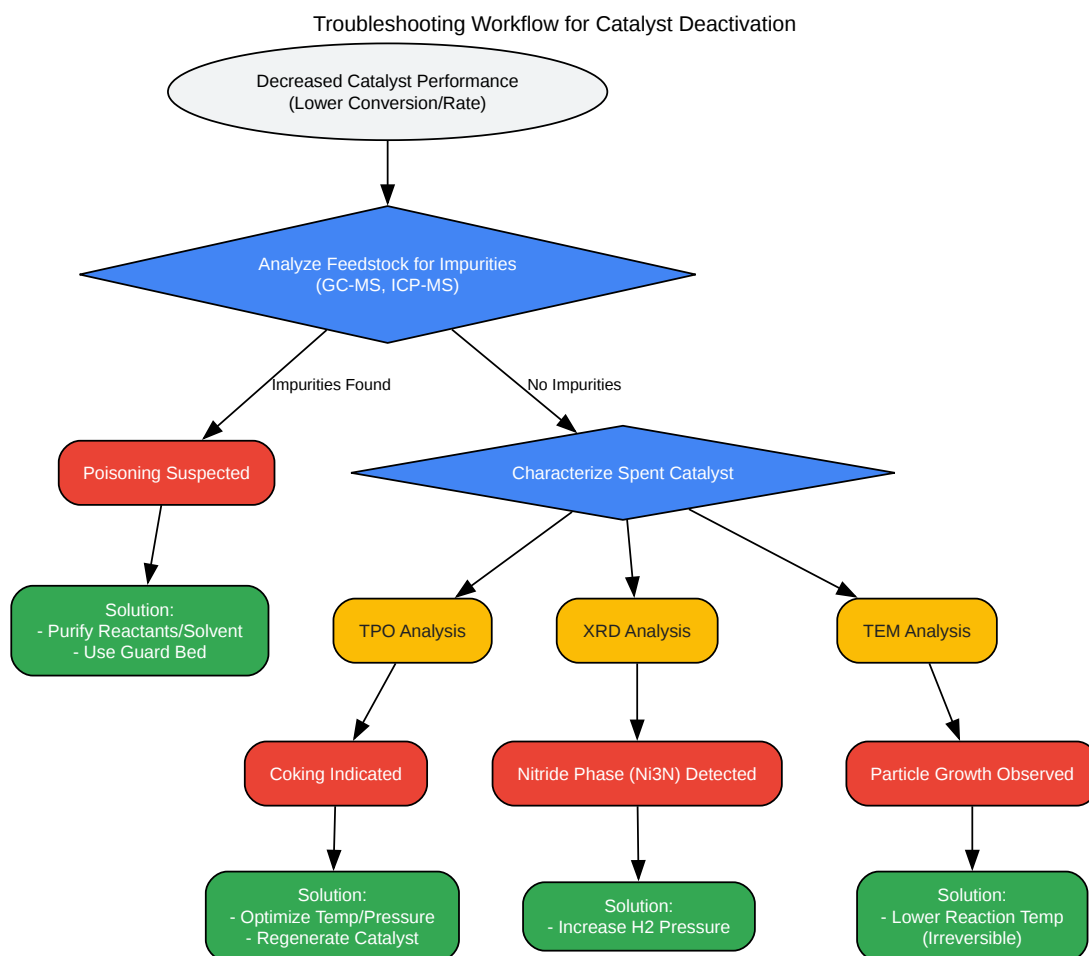 Troubleshooting Workflow for Catalyst Deactivation
Decreased Catalyst Performance
(Lower Conversion/Rate)
Analyze Feedstock for Impurities
(GC-MS, ICP-MS)
Impurities Found
No Impurities
Poisoning Suspected
Characterize Spent Catalyst
Solution:
- Purify Reactants/Solvent
- Use Guard Bed
TPO Analysis
XRD Analysis
TEM Analysis
Coking Indicated
Nitride Phase (Ni3N) Detected
Particle Growth Observed
Solution:
- Optimize Temp/Pressure
- Regenerate Catalyst
Solution:
- Increase H2 Pressure
Solution:
- Lower Reaction Temp
(Irreversible)